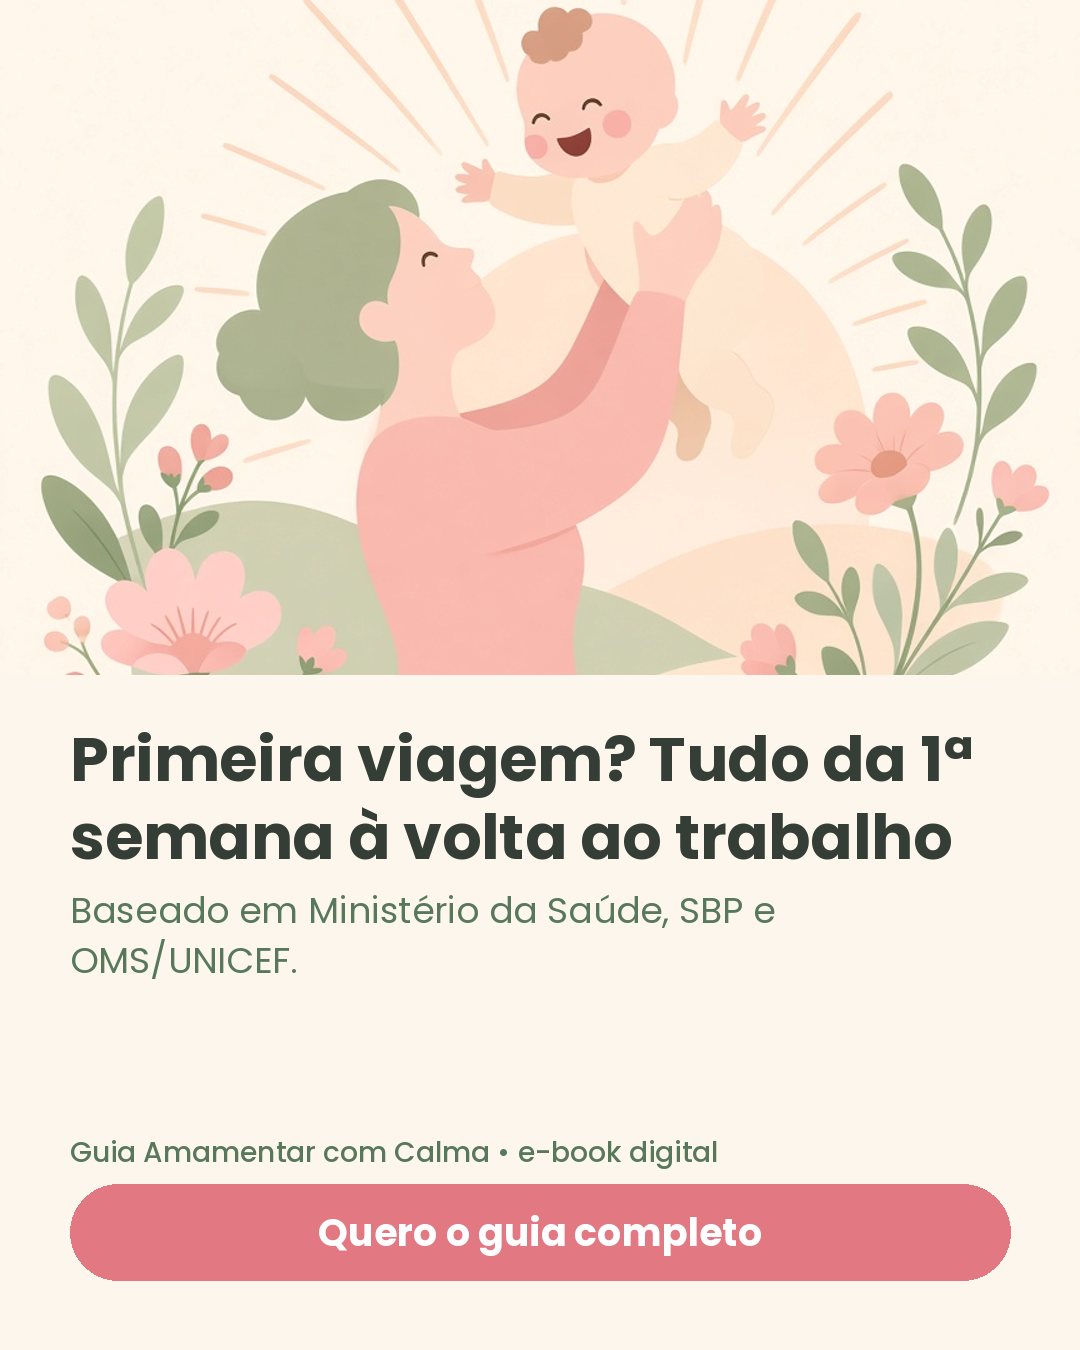 Primeira viagem? Tudo da 1ª
semana à volta ao trabalho
Baseado em Ministério da Saúde, SBP e
OMS/UNICEF.
Guia Amamentar com Calma • e-book digital
Quero o guia completo